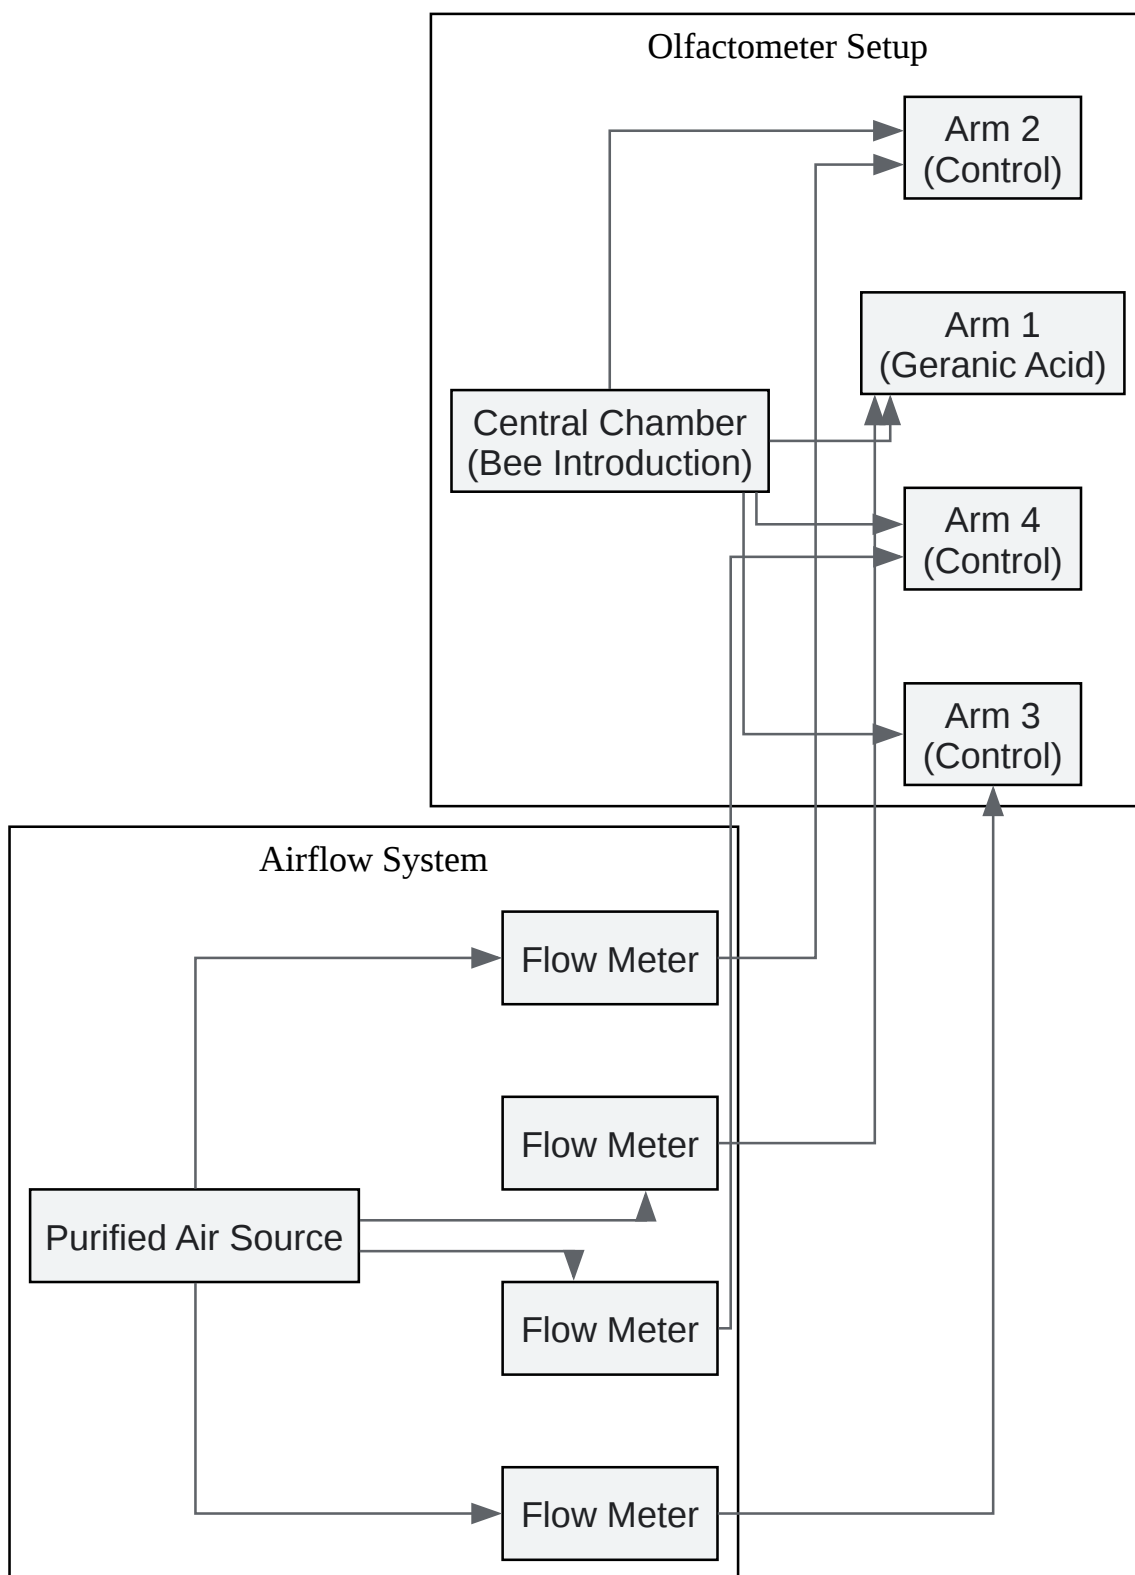 Olfactometer Setup
Arm 2
(Control)
Arm 1
(Geranic Acid)
Central Chamber
(Bee Introduction)
Arm 4
(Control)
Arm 3
(Control)
Airflow System
Flow Meter
Flow Meter
Purified Air Source
Flow Meter
Flow Meter